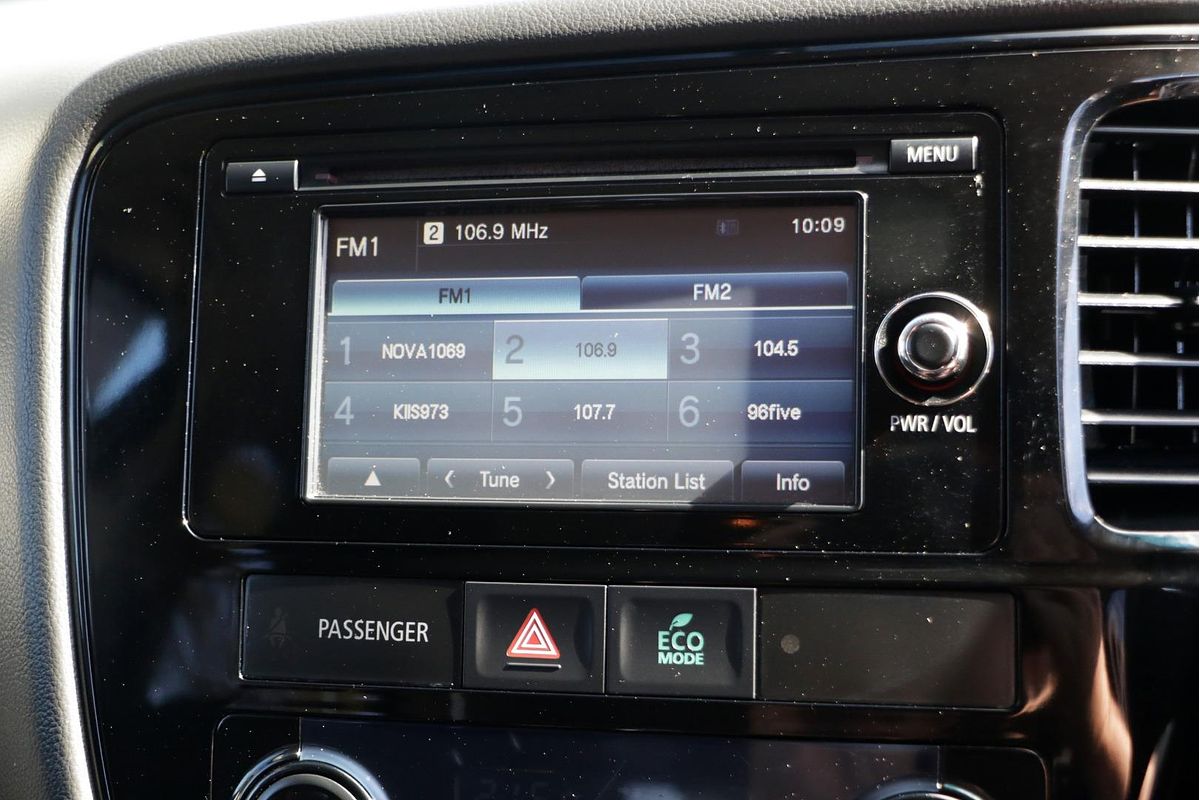 MENU
FM1 2 106.9 MHz 10:09
FM1 FM2
1 NOVA1069 2 106.9 3 104.5
4 KIIS973 5 107.7 6 96five
Tune Station List Info
PWR / VOL
PASSENGER
ECO
MODE